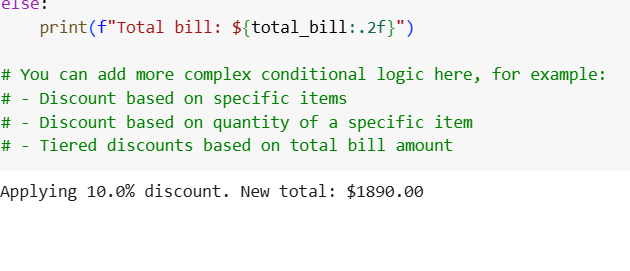 else:
    print(f"Total bill: ${total_bill:.2f}")
# You can add more complex conditional logic here, for example:
# - Discount based on specific items
# - Discount based on quantity of a specific item
# - Tiered discounts based on total bill amount
Applying 10.0% discount. New total: $1890.00